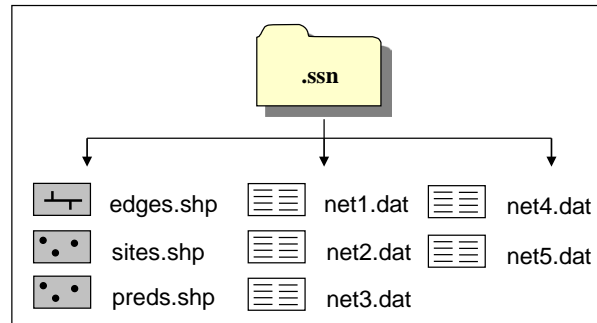 .ssn
edges.shp
sites.shp
preds.shp
net1.dat
net2.dat
net3.dat
net4.dat
net5.dat